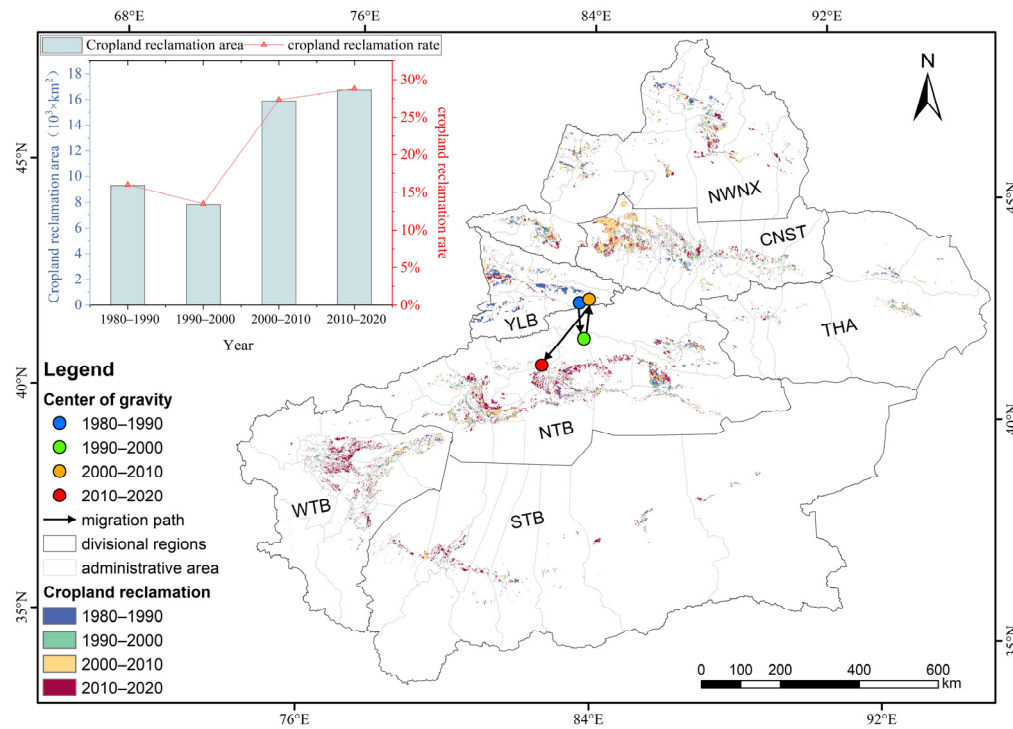 68°E 76°E 84°E 92°E
Cropland reclamation area cropland reclamation rate
Cropland reclamation area（10³×km²）
18
16
14
12
10
8
6
4
2
0
30%
25%
20%
15%
10%
5%
0%
cropland reclamation rate
1980–1990 1990–2000 2000–2010 2010–2020
Year
N
45°N
40°N
35°N
45°N
40°N
35°N
NWNX
CNST
YLB
THA
NTB
WTB
STB
Legend
Center of gravity
1980–1990
1990–2000
2000–2010
2010–2020
migration path
divisional regions
administrative area
Cropland reclamation
1980–1990
1990–2000
2000–2010
2010–2020
0 100 200 400 600
km
76°E 84°E 92°E